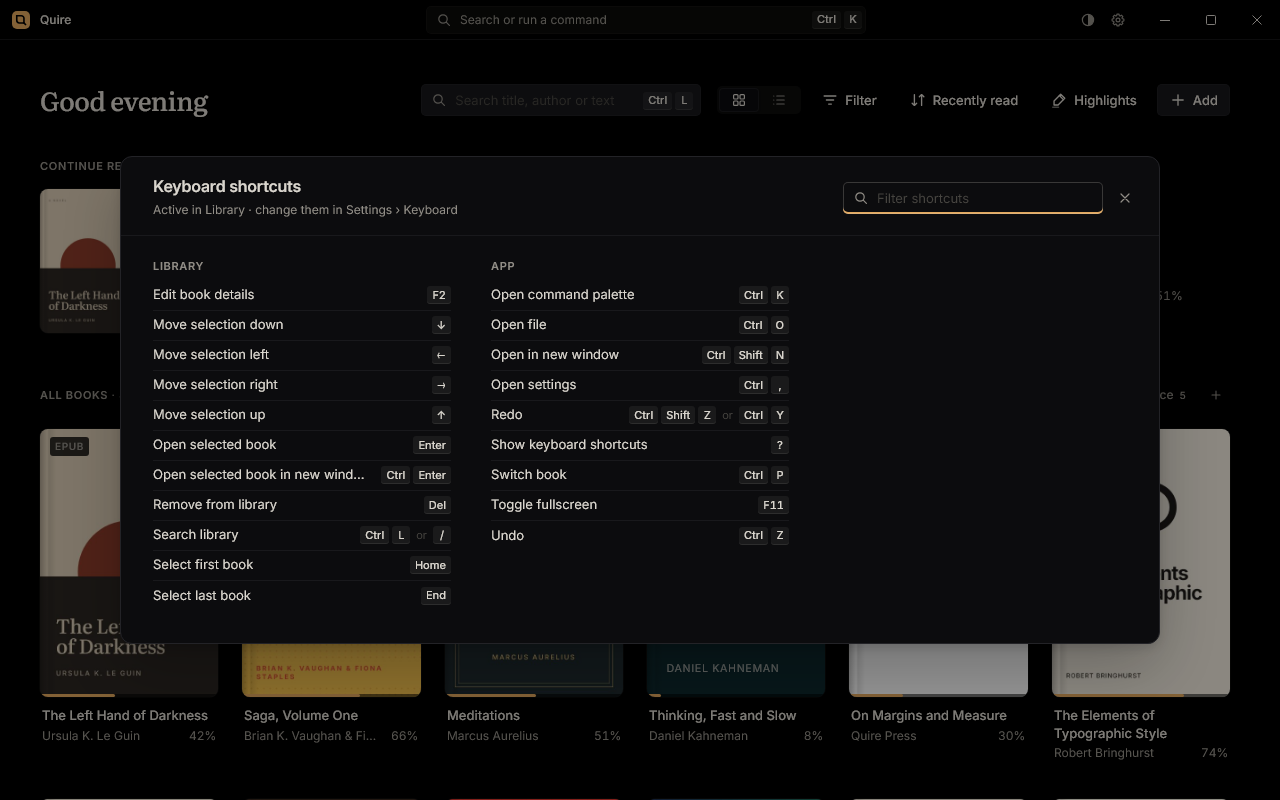 Quire
Search or run a command
Ctrl K
Good evening
Search title, author or text
Ctrl L
Filter
Recently read
Highlights
Add
CONTINUE RE
The Left Hand
of Darkness
URSULA K. LE GUIN
51%
Keyboard shortcuts
Active in Library · change them in Settings › Keyboard
Filter shortcuts
LIBRARY
Edit book details F2
Move selection down ↓
Move selection left ←
Move selection right →
Move selection up ↑
Open selected book Enter
Open selected book in new wind... Ctrl Enter
Remove from library Del
Search library Ctrl L or /
Select first book Home
Select last book End
APP
Open command palette Ctrl K
Open file Ctrl O
Open in new window Ctrl Shift N
Open settings Ctrl ,
Redo Ctrl Shift Z or Ctrl Y
Show keyboard shortcuts ?
Switch book Ctrl P
Toggle fullscreen F11
Undo Ctrl Z
ALL BOOKS ·
ce 5
EPUB
The Le
of Darkness
URSULA K. LE GUIN
BRIAN K. VAUGHAN & FIONA
STAPLES
MARCUS AURELIUS
DANIEL KAHNEMAN
nts
aphic
ROBERT BRINGHURST
The Left Hand of Darkness
Ursula K. Le Guin 42%
Saga, Volume One
Brian K. Vaughan & Fi... 66%
Meditations
Marcus Aurelius 51%
Thinking, Fast and Slow
Daniel Kahneman 8%
On Margins and Measure
Quire Press 30%
The Elements of
Typographic Style
Robert Bringhurst 74%